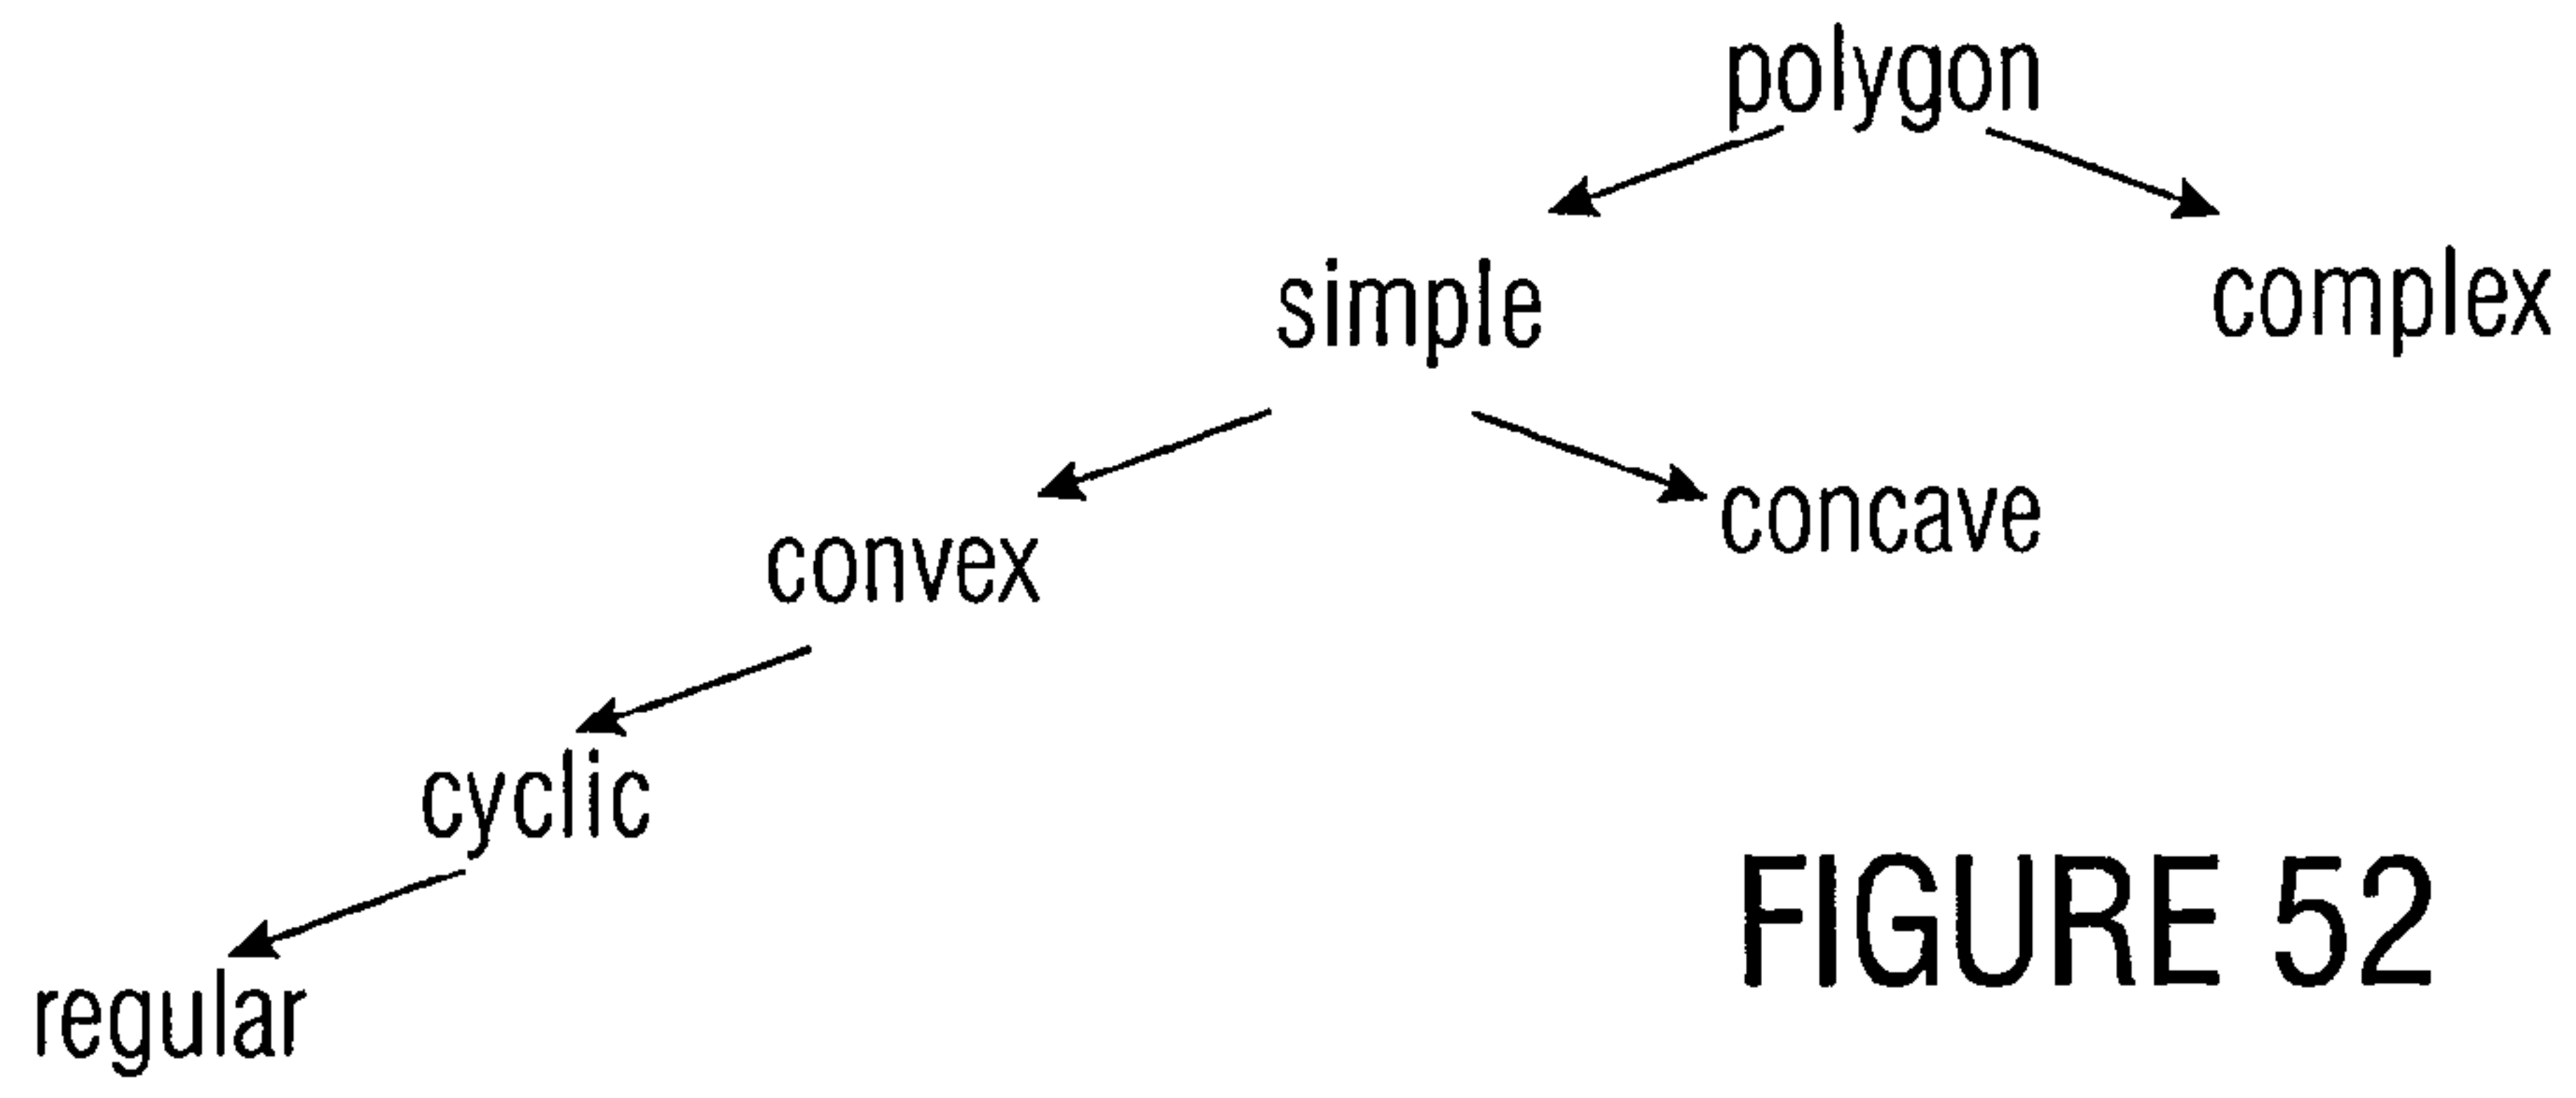 polygon
simple
complex
convex
concave
cyclic
regular
FIGURE 52